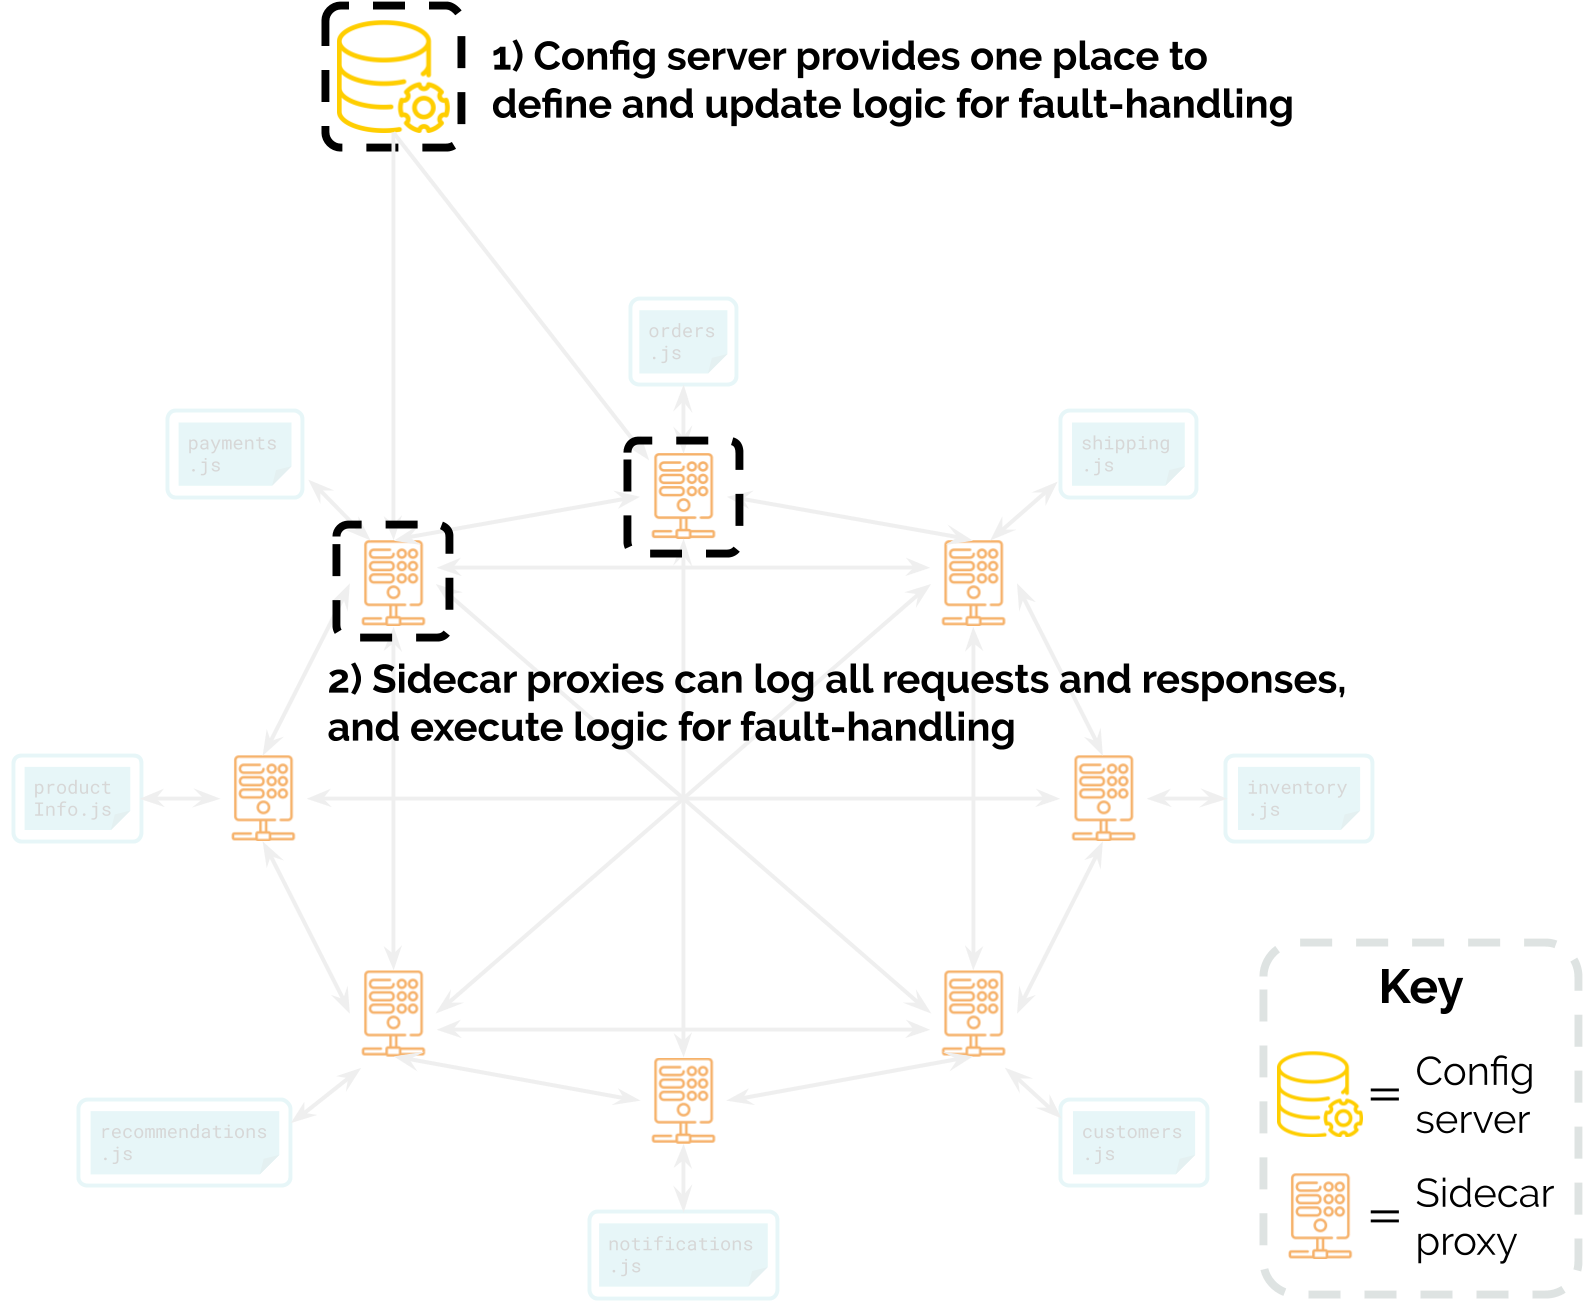 1) Config server provides one place to
define and update logic for fault-handling
orders
.js
payments
.js
shipping
.js
2) Sidecar proxies can log all requests and responses,
and execute logic for fault-handling
product
Info.js
inventory
.js
recommendations
.js
customers
.js
notifications
.js
Key
=
Config
server
=
Sidecar
proxy